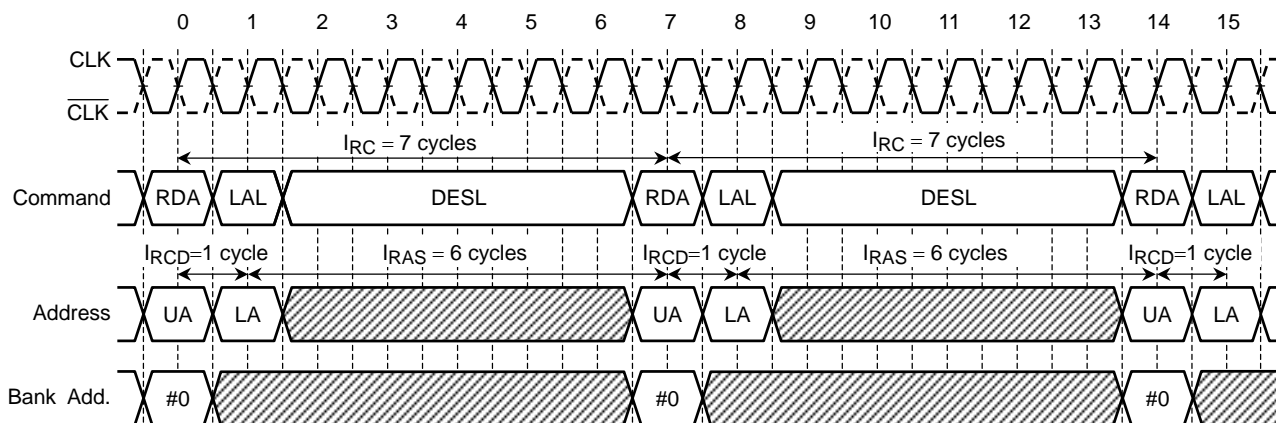 0 1 2 3 4 5 6 7 8 9 10 11 12 13 14 15
CLK
CLK
IRC = 7 cycles IRC = 7 cycles
Command RDA LAL DESL RDA LAL DESL RDA LAL
IRCD=1 cycle IRAS = 6 cycles IRCD=1 cycle IRAS = 6 cycles IRCD=1 cycle
Address UA LA UA LA UA LA
Bank Add. #0 #0 #0